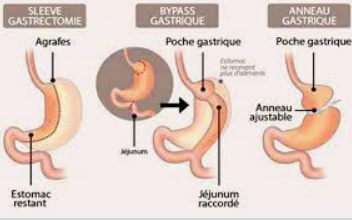 SLEEVE
GASTRECTOMIE
Agrafes
Estomac
restant
BYPASS
GASTRIQUE
Poche gastrique
Estomac
ne recevant
plus d'aliments
Jéjunum
Jéjunum
raccordé
ANNEAU
GASTRIQUE
Poche gastrique
Anneau
ajustable